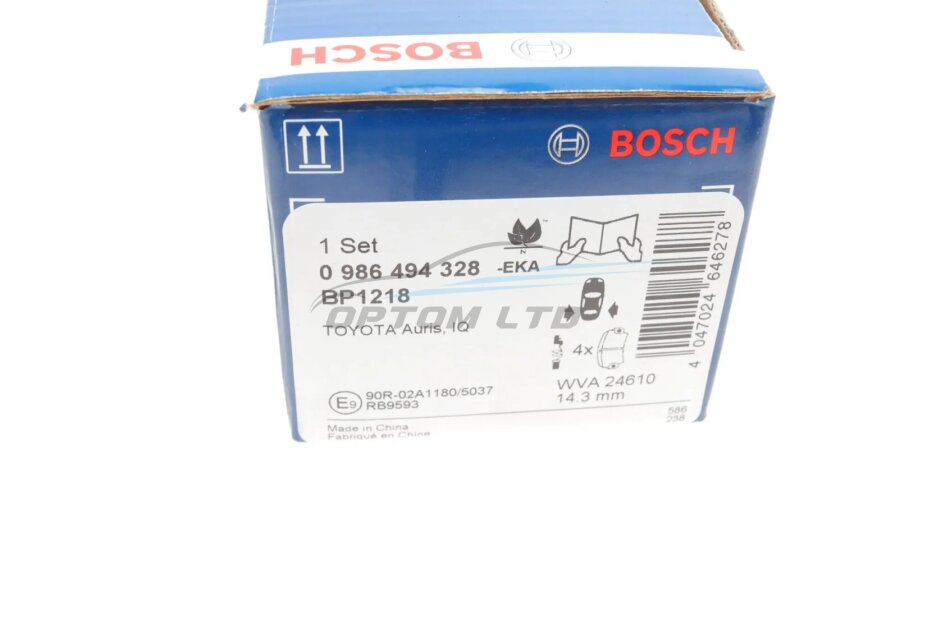 BOSCH
BOSCH
1 Set
0 986 494 328 -EKA
BP1218
OPTOM LTD
TOYOTA Auris, IQ
4x
WVA 24610
14.3 mm
E9 90R-02A1180/5037
RB9593
Made in China
Fabriqué en Chine
586
238
4 047024 646278